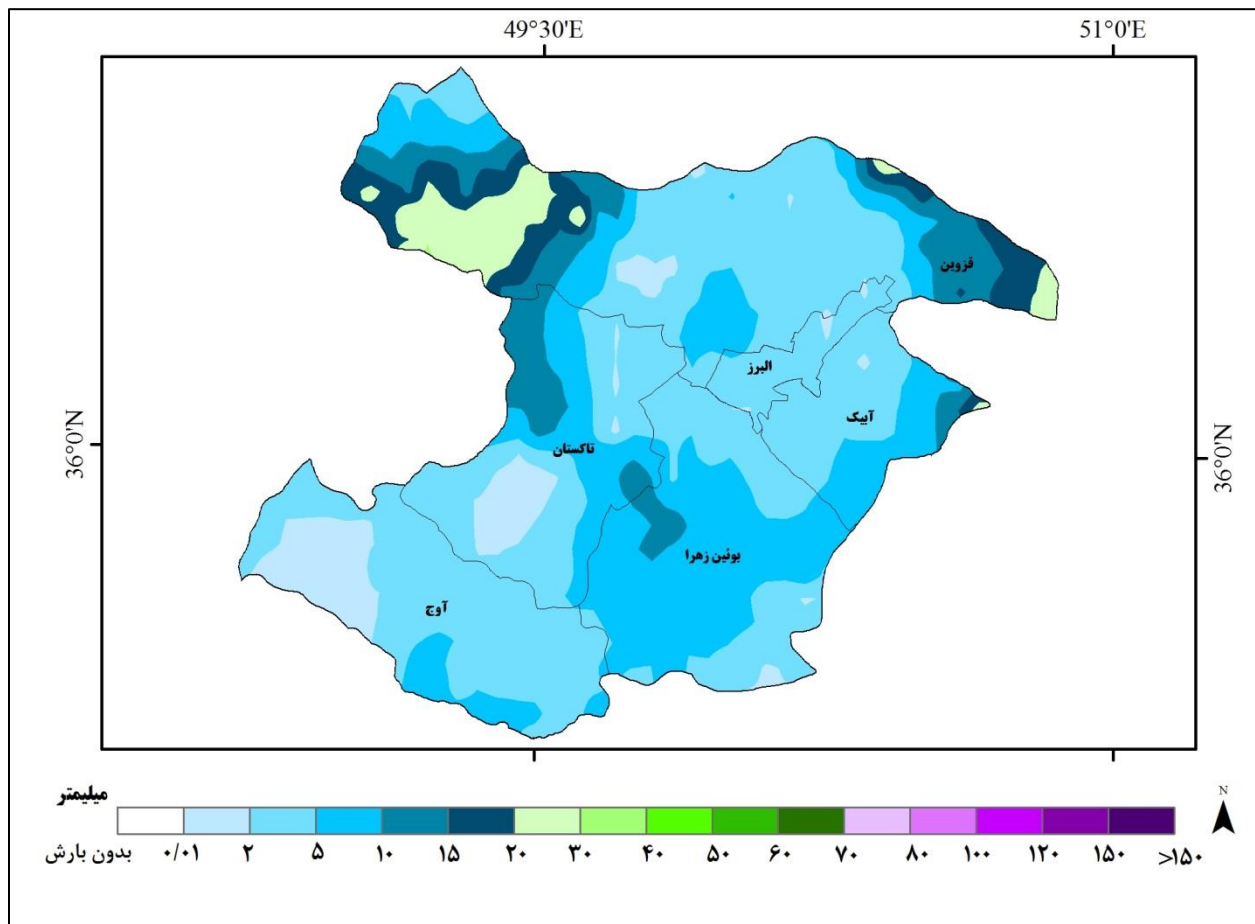 49°30'E 51°0'E
قزوین
البرز
آبیک
36°0'N تاکستان 36°0'N
بوئین زهرا
آوج
میلیمتر
N
بدون بارش ۰/۰۱ ۲ ۵ ۱۰ ۱۵ ۲۰ ۳۰ ۴۰ ۵۰ ۶۰ ۷۰ ۸۰ ۱۰۰ ۱۲۰ ۱۵۰ >۱۵۰